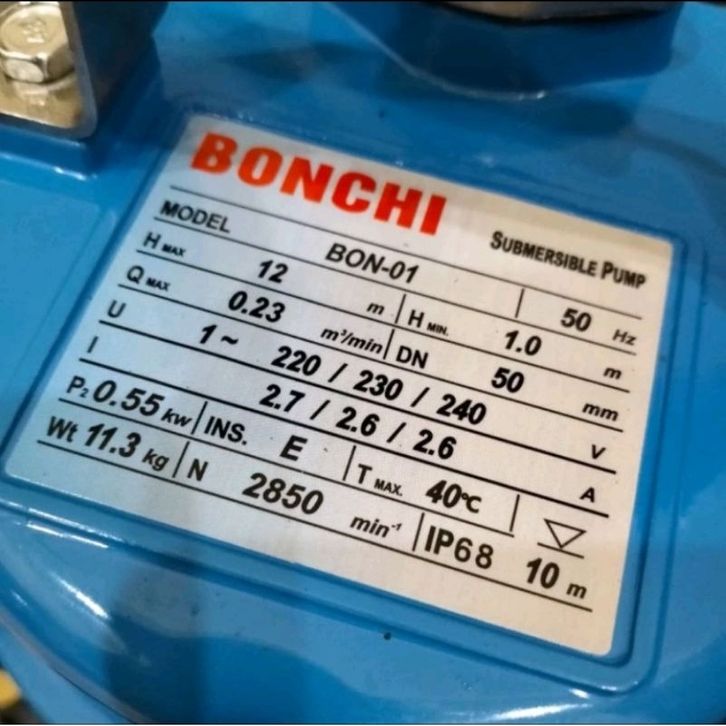 BONCHI
SUBMERSIBLE PUMP
MODEL BON-01 50 Hz
H MAX 12 m H MIN. 1.0 m
Q MAX 0.23 m³/min DN 50 mm
U 1~ 220 / 230 / 240 V
I 2.7 / 2.6 / 2.6 A
P₂ 0.55 kw INS. E T MAX. 40℃
Wt 11.3 kg N 2850 min⁻¹ IP68 10 m